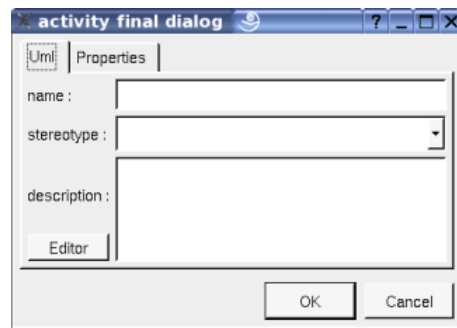 activity final dialog
Uml Properties
name :
stereotype :
description :
Editor
OK Cancel